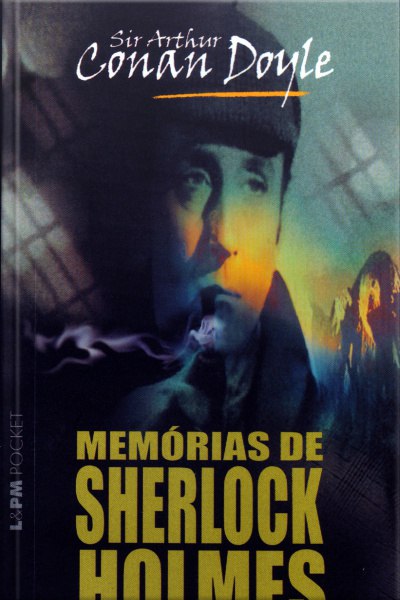 Sir Arthur
Conan Doyle
L&PM POCKET
MEMÓRIAS DE
SHERLOCK
HOLMES